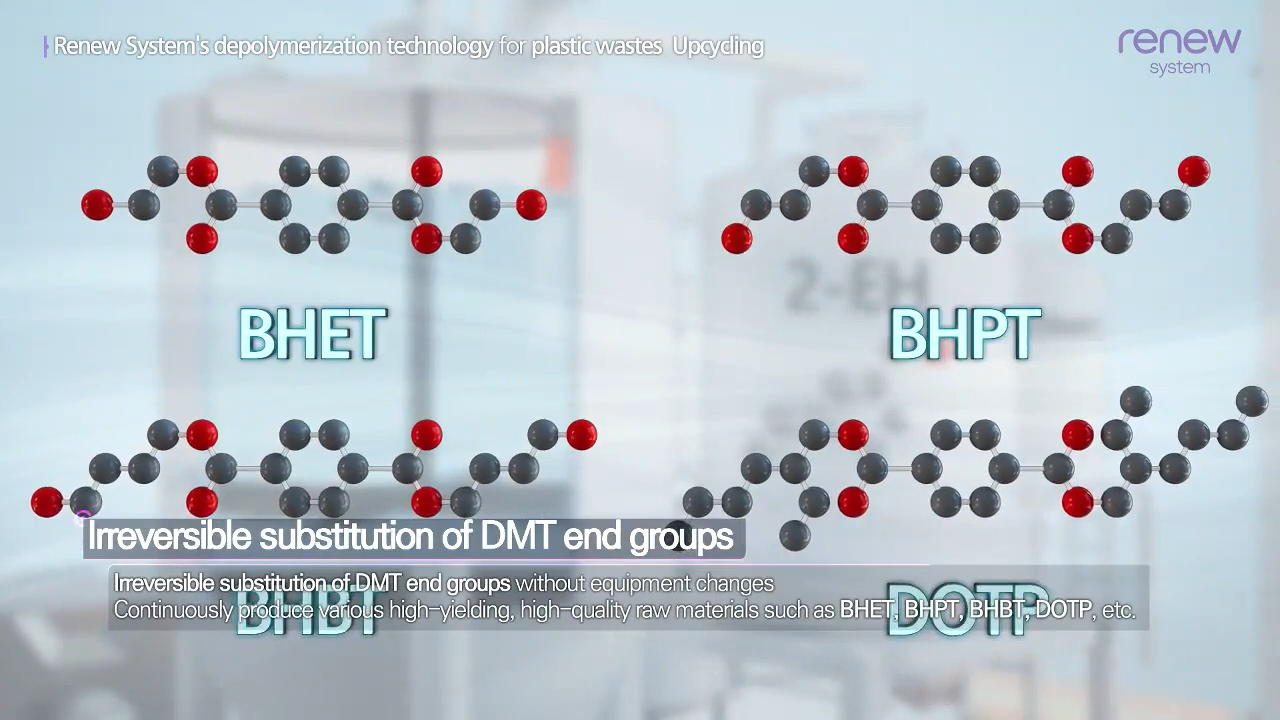 Renew System's depolymerization technology for plastic wastes Upcycling
renew
system
2-EH
BHET
BHPT
Irreversible substitution of DMT end groups
Irreversible substitution of DMT end groups without equipment changes
Continuously produce various high-yielding, high-quality raw materials such as BHET, BHPT, BHBT, DOTP, etc.
BHBT
DOTP